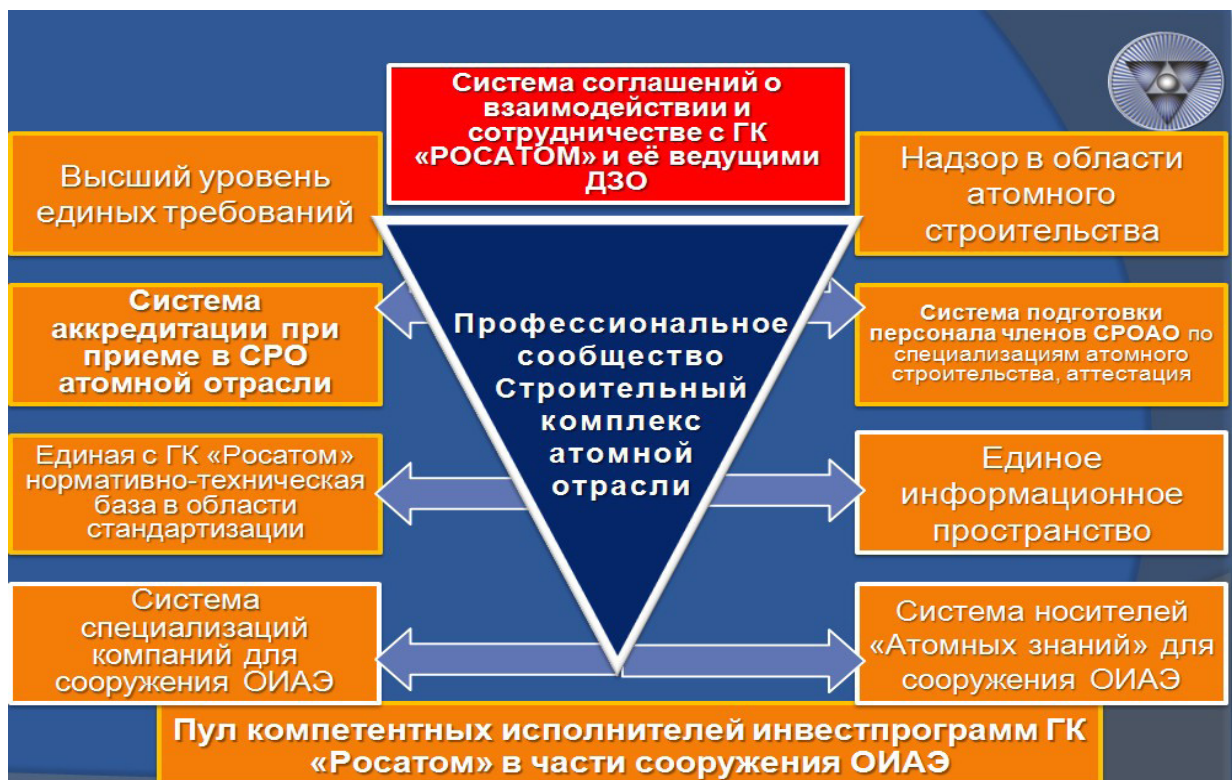 Система соглашений о
взаимодействии и
сотрудничестве с ГК
«РОСАТОМ» и её ведущими
ДЗО
Высший уровень
единых требований
Надзор в области
атомного
строительства
Система
аккредитации при
приеме в СРО
атомной отрасли
Профессиональное
сообщество
Строительный
комплекс
атомной
отрасли
Система подготовки
персонала членов СРОАО по
специализациям атомного
строительства, аттестация
Единая с ГК «Росатом»
нормативно-техническая
база в области
стандартизации
Единое
информационное
пространство
Система
специализаций
компаний для
сооружения ОИАЭ
Система носителей
«Атомных знаний» для
сооружения ОИАЭ
Пул компетентных исполнителей инвестпрограмм ГК
«Росатом» в части сооружения ОИАЭ